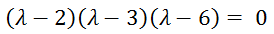 (λ − 2)(λ − 3)(λ − 6) = 0